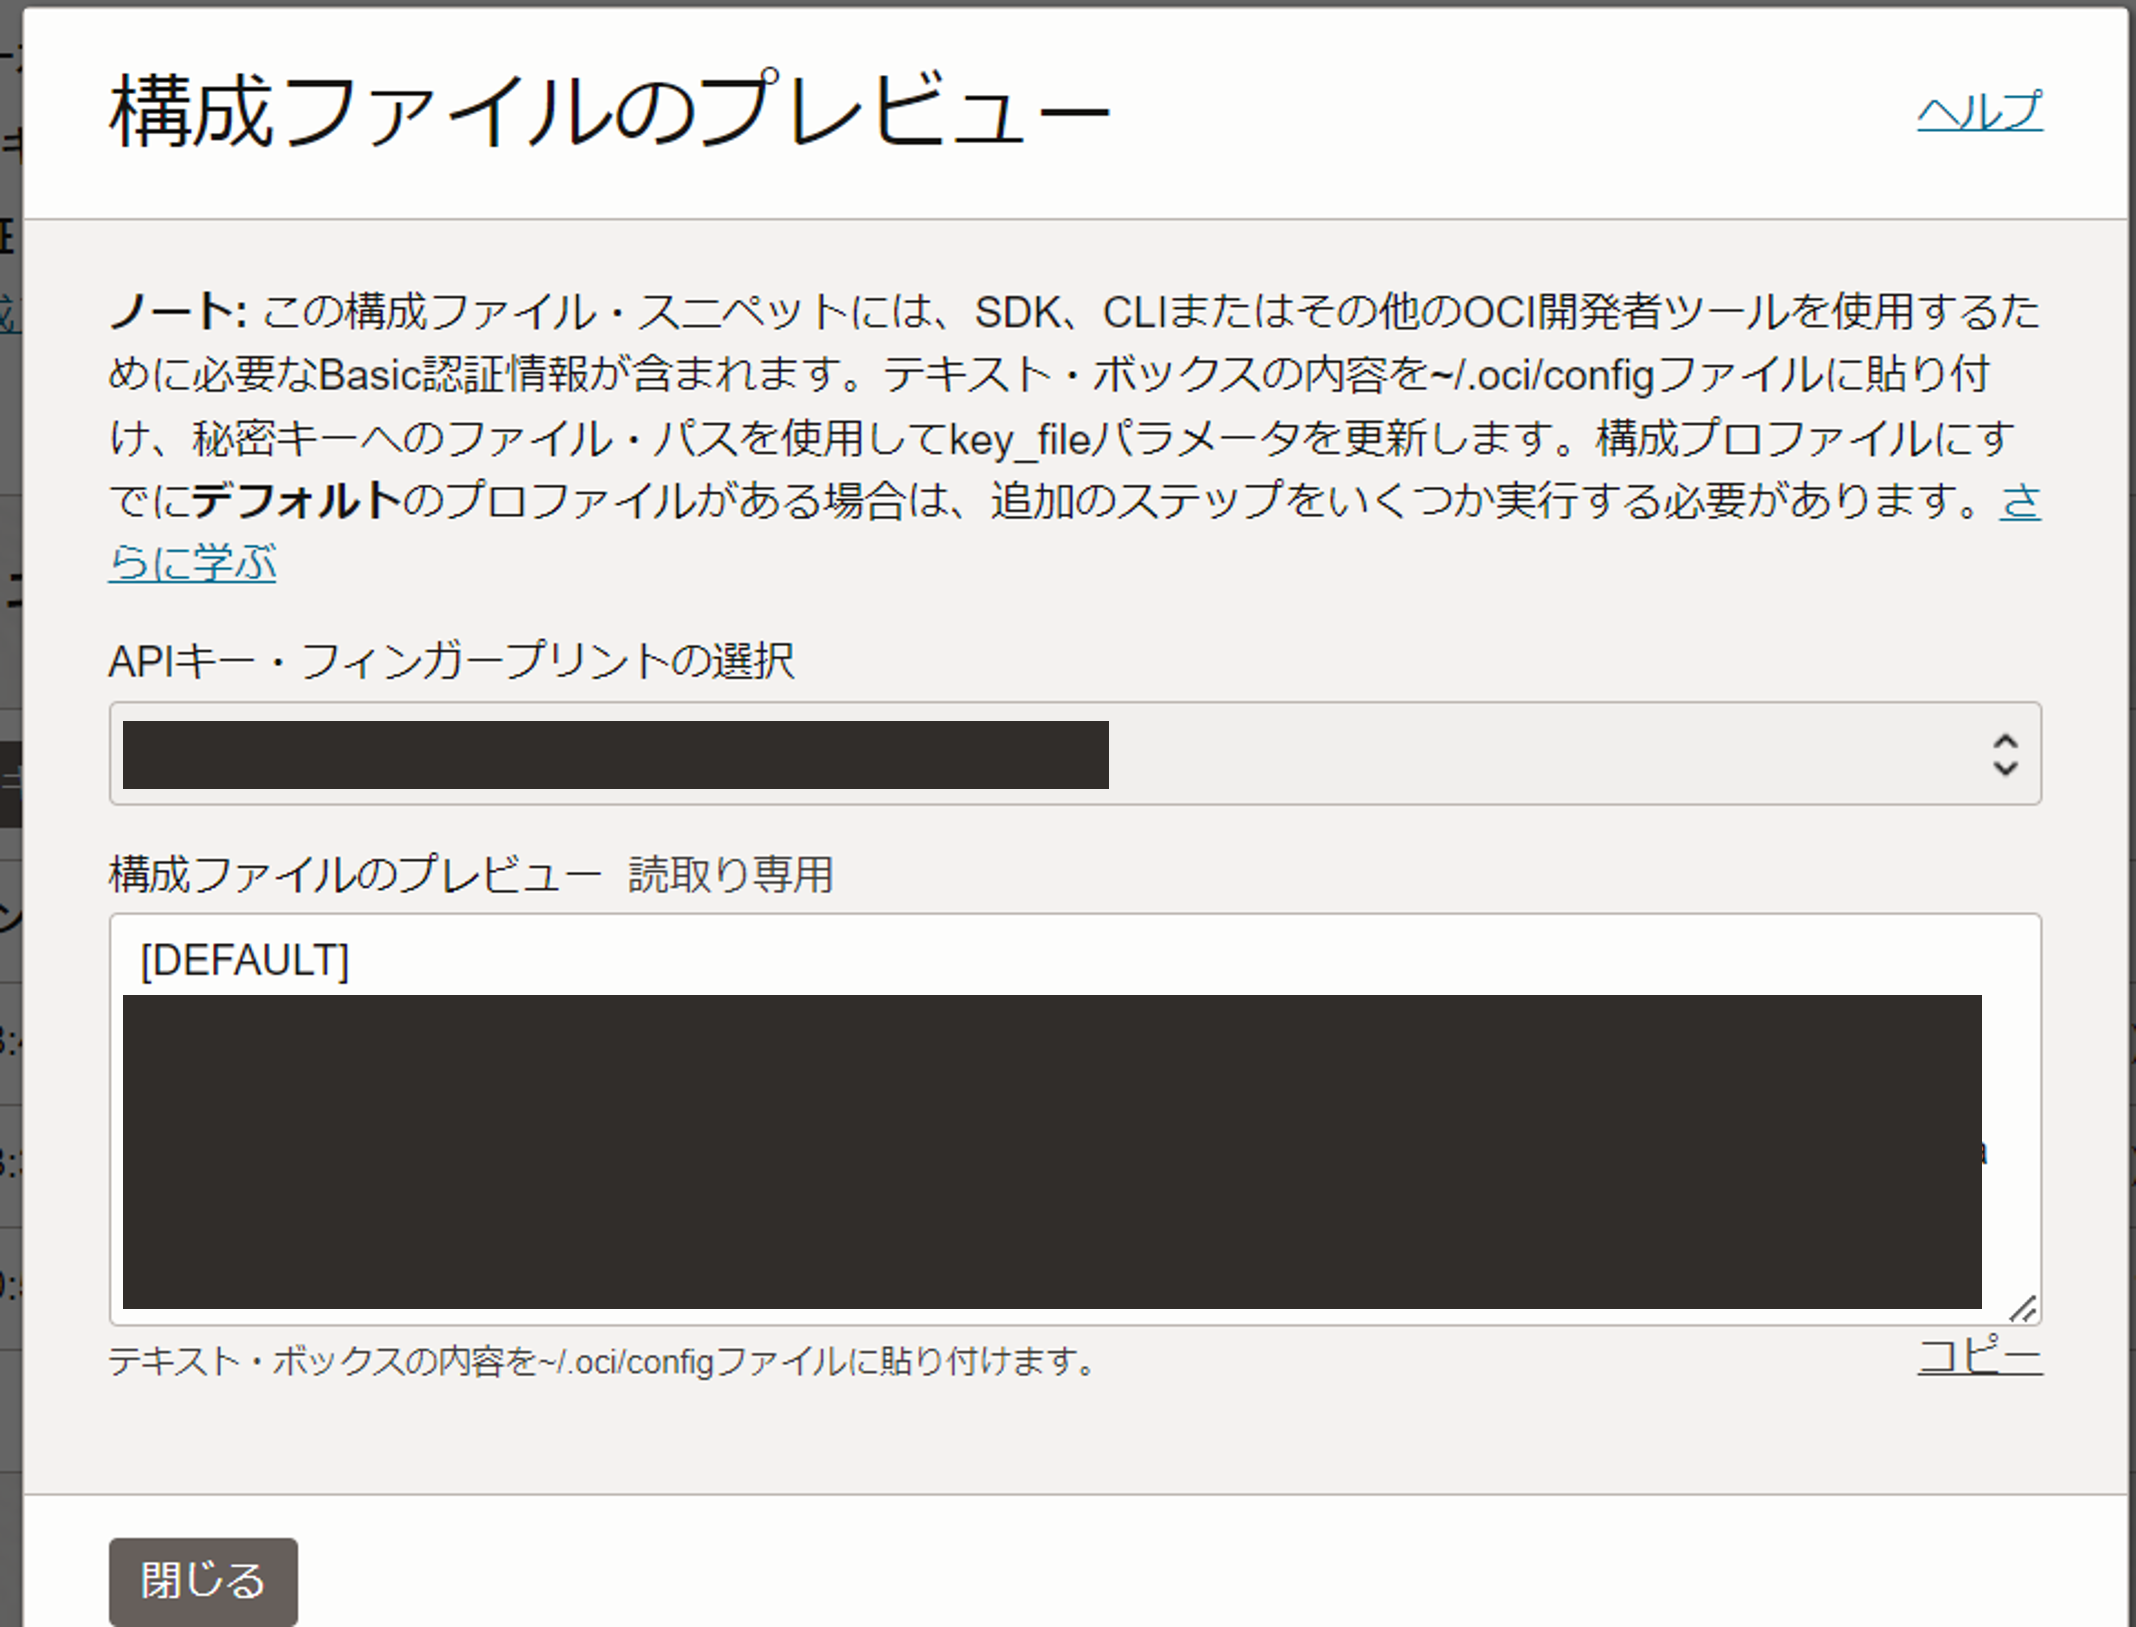 構成ファイルのプレビュー
ヘルプ
ノート: この構成ファイル・スニペットには、SDK、CLIまたはその他のOCI開発者ツールを使用するた
めに必要なBasic認証情報が含まれます。テキスト・ボックスの内容を~/.oci/configファイルに貼り付
け、秘密キーへのファイル・パスを使用してkey_fileパラメータを更新します。構成プロファイルにす
でにデフォルトのプロファイルがある場合は、追加のステップをいくつか実行する必要があります。さ
らに学ぶ
APIキー・フィンガープリントの選択
構成ファイルのプレビュー 読取り専用
[DEFAULT]
テキスト・ボックスの内容を~/.oci/configファイルに貼り付けます。
コピー
閉じる